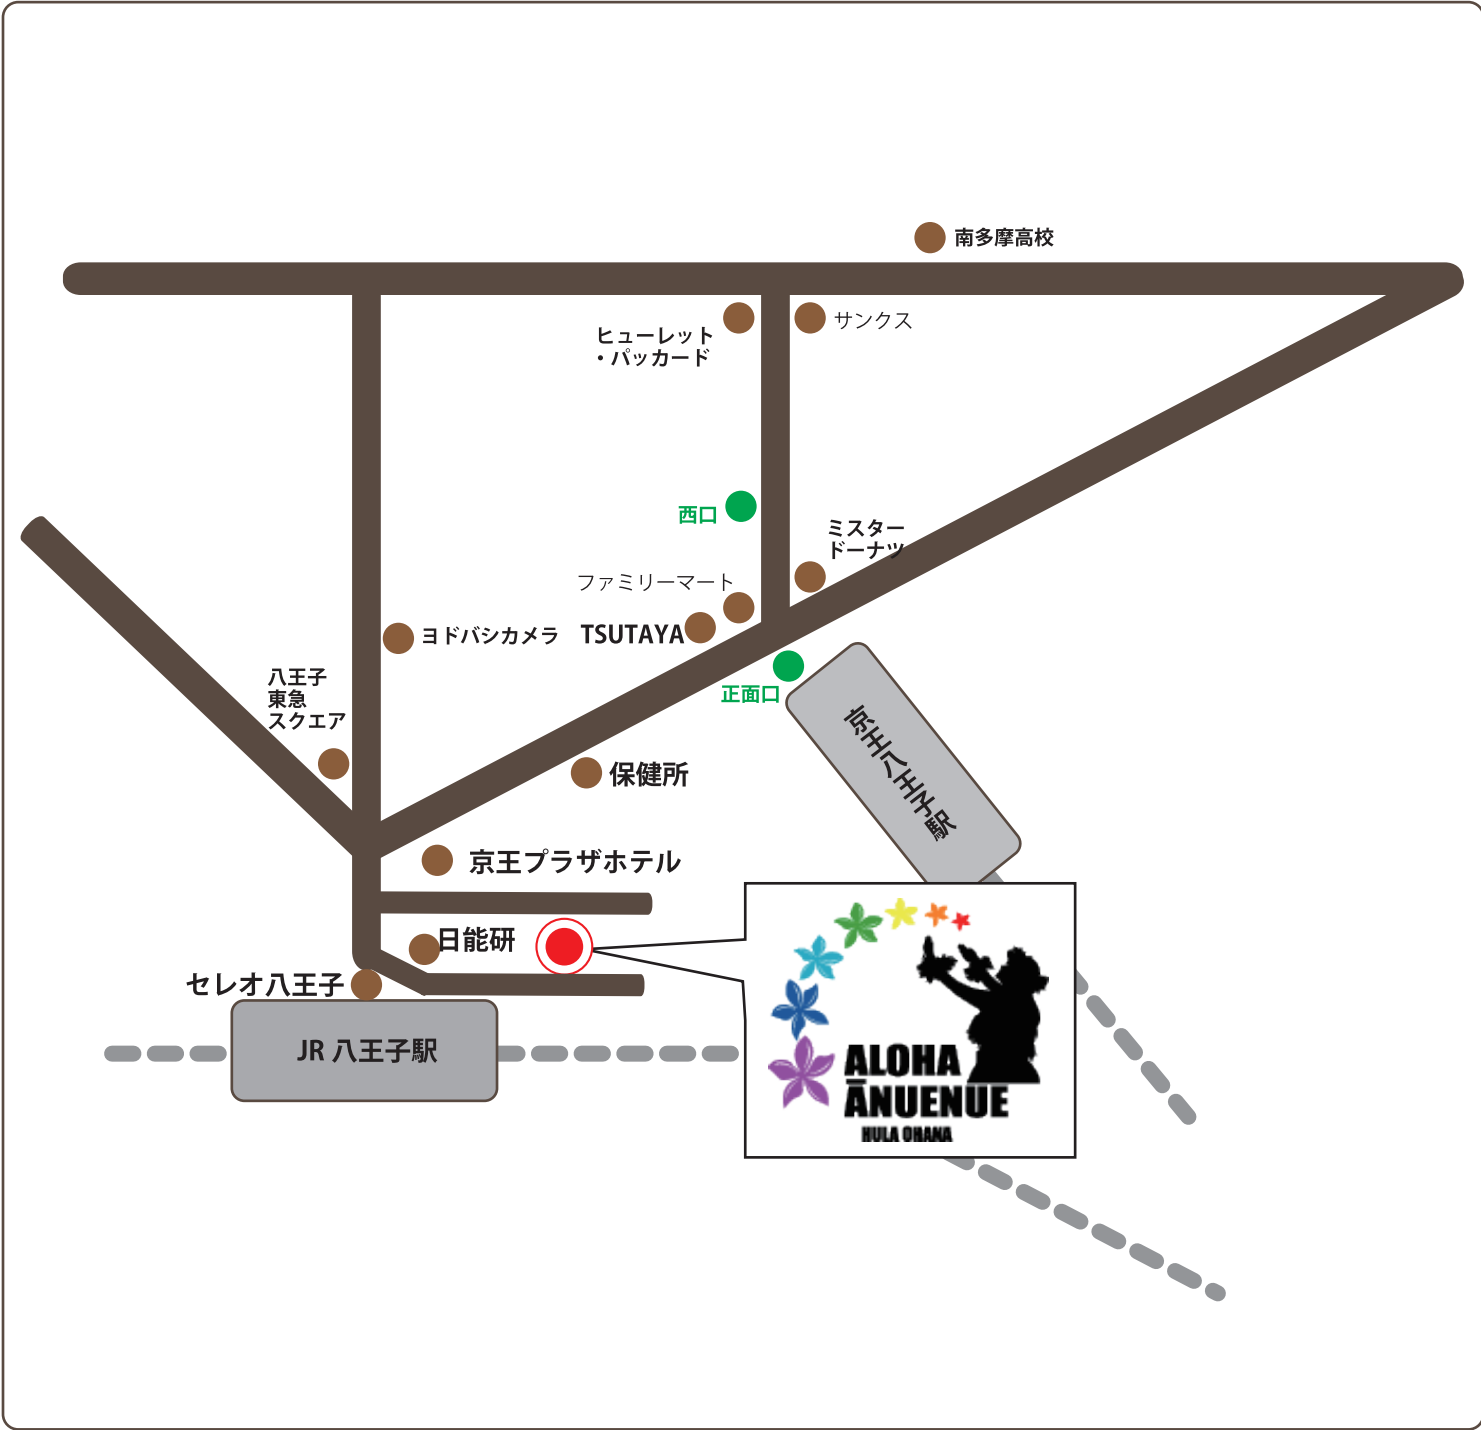 南多摩高校
ヒューレット
・パッカード
サンクス
西口
ミスター
ドーナツ
ファミリーマート
ヨドバシカメラ
TSUTAYA
八王子
東急
スクエア
正面口
京王八王子駅
保健所
京王プラザホテル
日能研
セレオ八王子
JR 八王子駅
ALOHA
ĀNUENUE
HULA OHANA